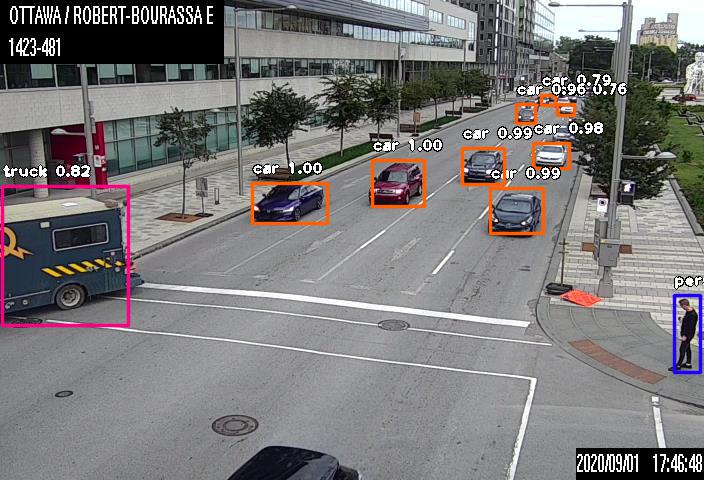 OTTAWA / ROBERT-BOURASSA E
1423-481
car 0.79
car 0.96
0.76
car 1.00
car 0.99
car 0.98
truck 0.82
car 1.00
car 0.99
per
2020/09/01 17:46:48